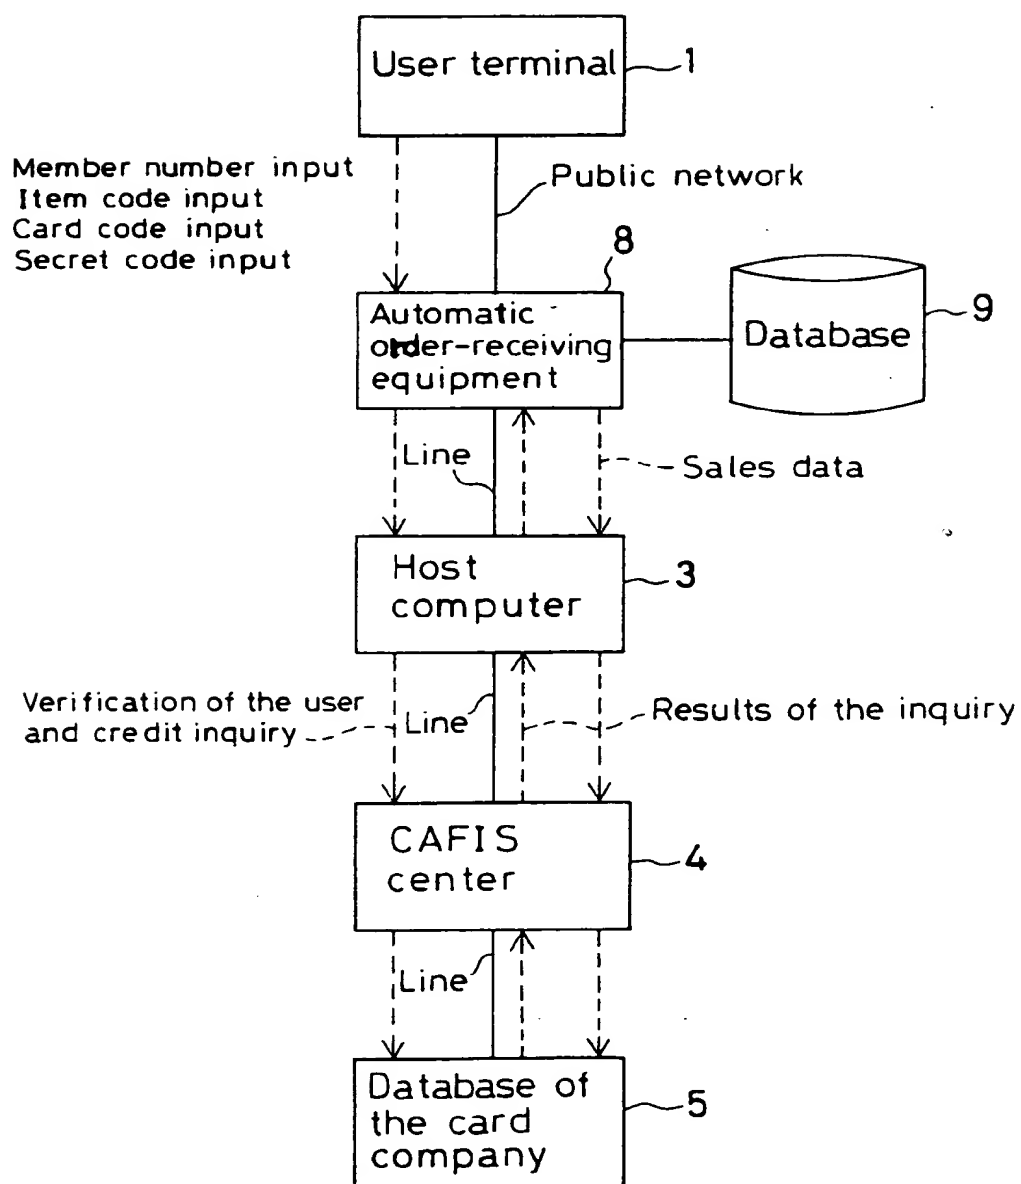 User terminal
1
Member number input
Item code input
Card code input
Secret code input
Public network
8
Automatic
order-receiving
equipment
Database
9
Line
Sales data
Host
computer
3
Verification of the user
and credit inquiry
Line
Results of the inquiry
CAFIS
center
4
Line
Database of
the card
company
5